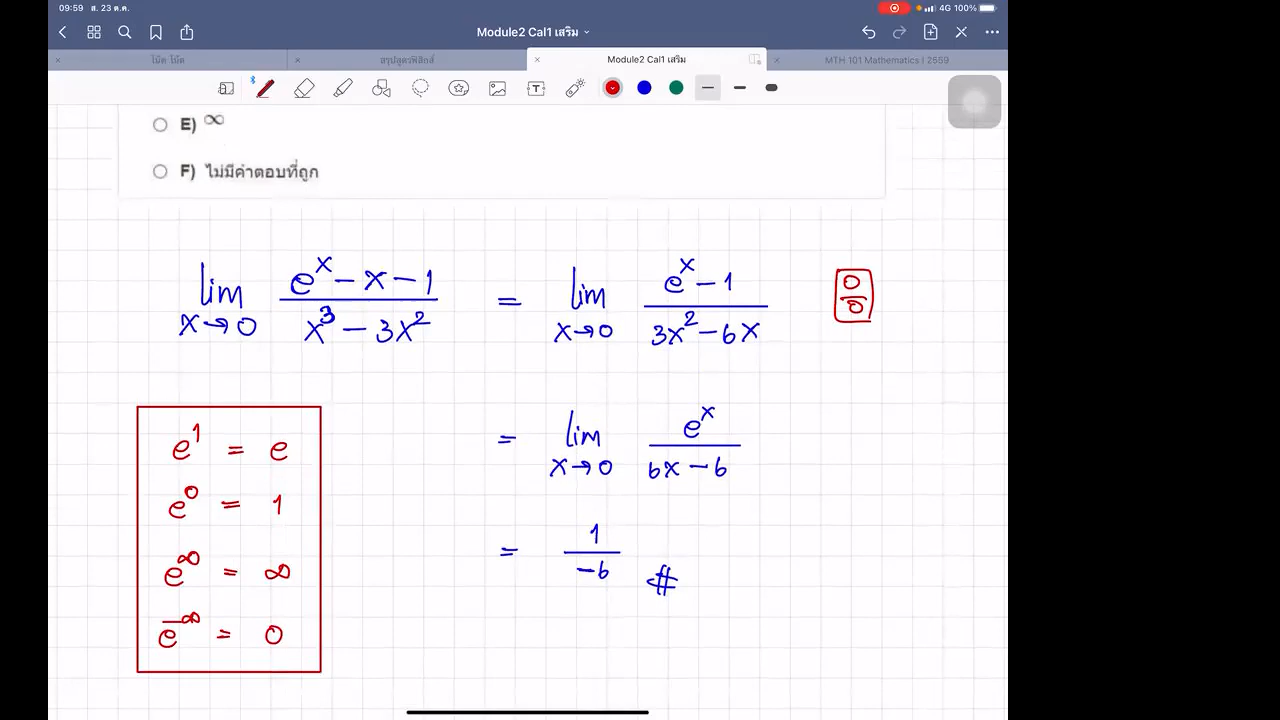 09:59 ส. 23 ต.ค. 4G 100%
Module2 Cal1 เสริม
โน้ต โน้ต สรุปสูตรฟิสิกส์ Module2 Cal1 เสริม MTH 101 Mathematics I 2559
E) ∞
F) ไม่มีคำตอบที่ถูก
lim x→0 (e^x − x − 1)/(x^3 − 3x^2) = lim x→0 (e^x − 1)/(3x^2 − 6x) 0/0
= lim x→0 e^x/(6x − 6)
= 1/−6 #
e^1 = e
e^0 = 1
e^∞ = ∞
e^−∞ = 0